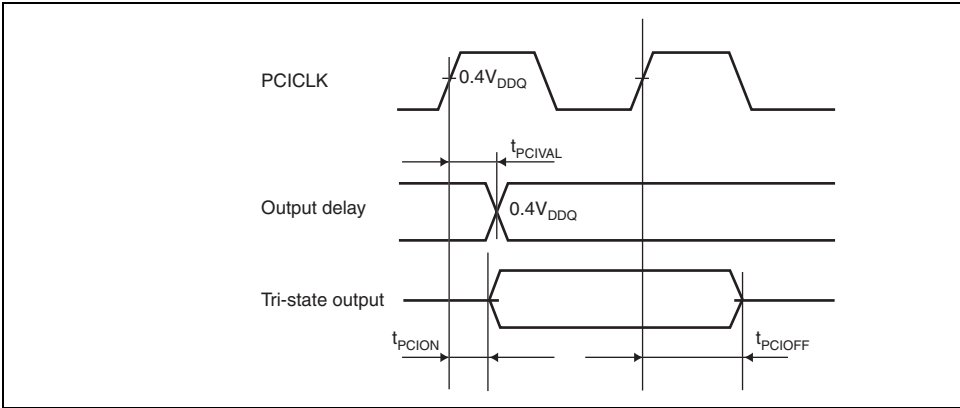 PCICLK
0.4VDDQ
tPCIVAL
Output delay
0.4VDDQ
Tri-state output
tPCION
tPCIOFF